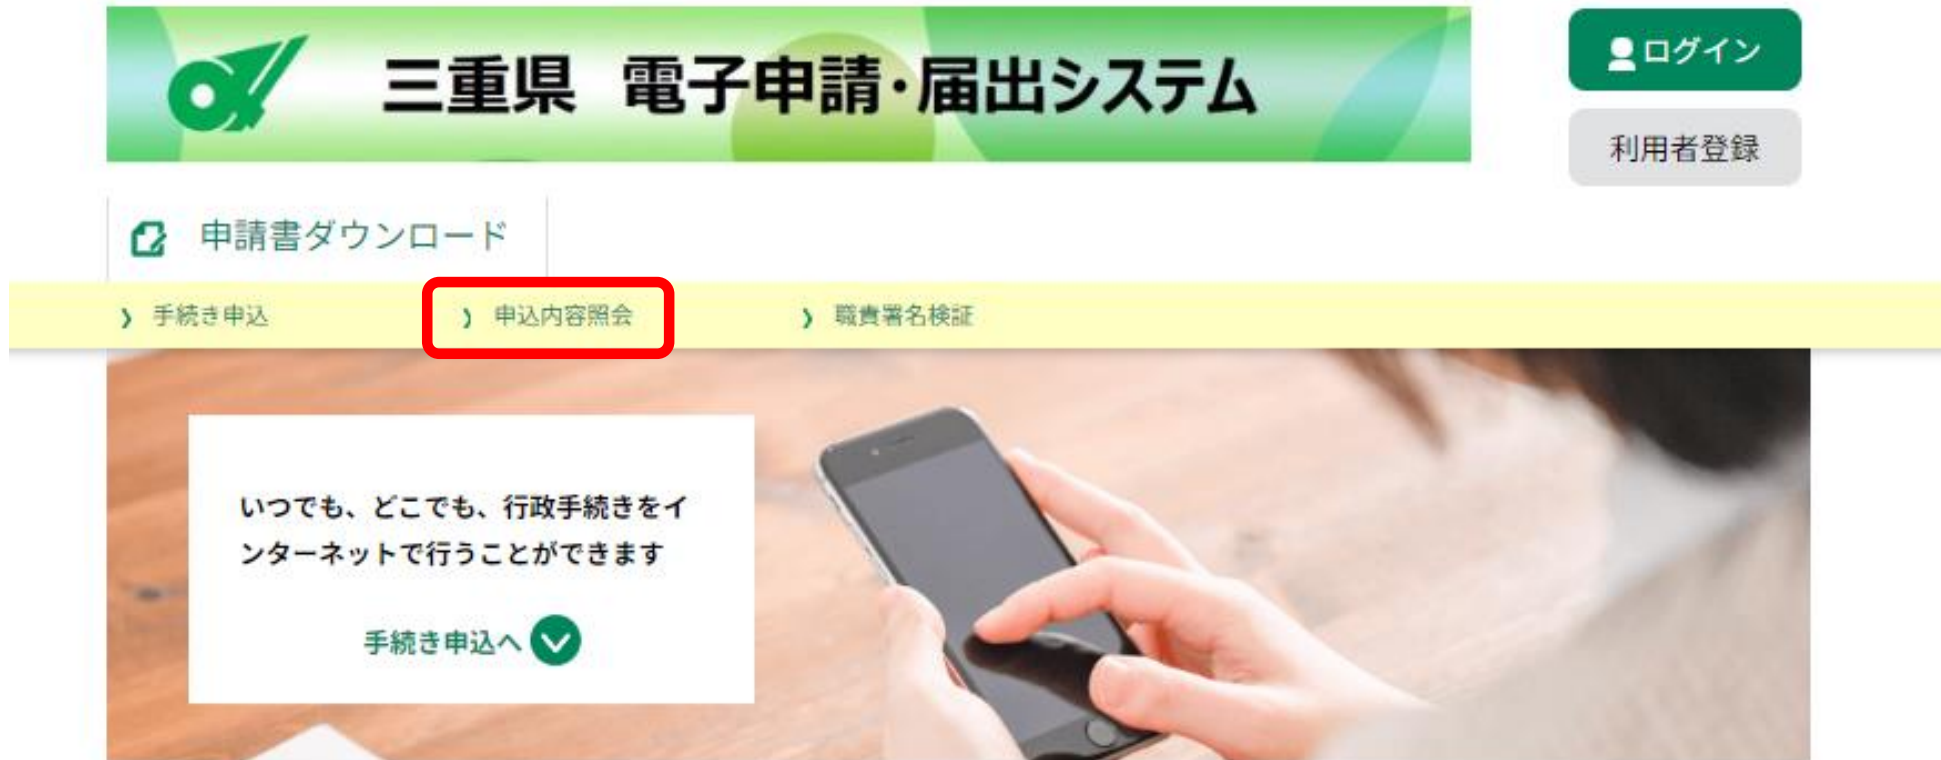 三重県 電子申請・届出システム
ログイン
利用者登録
申請書ダウンロード
手続き申込
申込内容照会
職責署名検証
いつでも、どこでも、行政手続きをイ
ンターネットで行うことができます
手続き申込へ